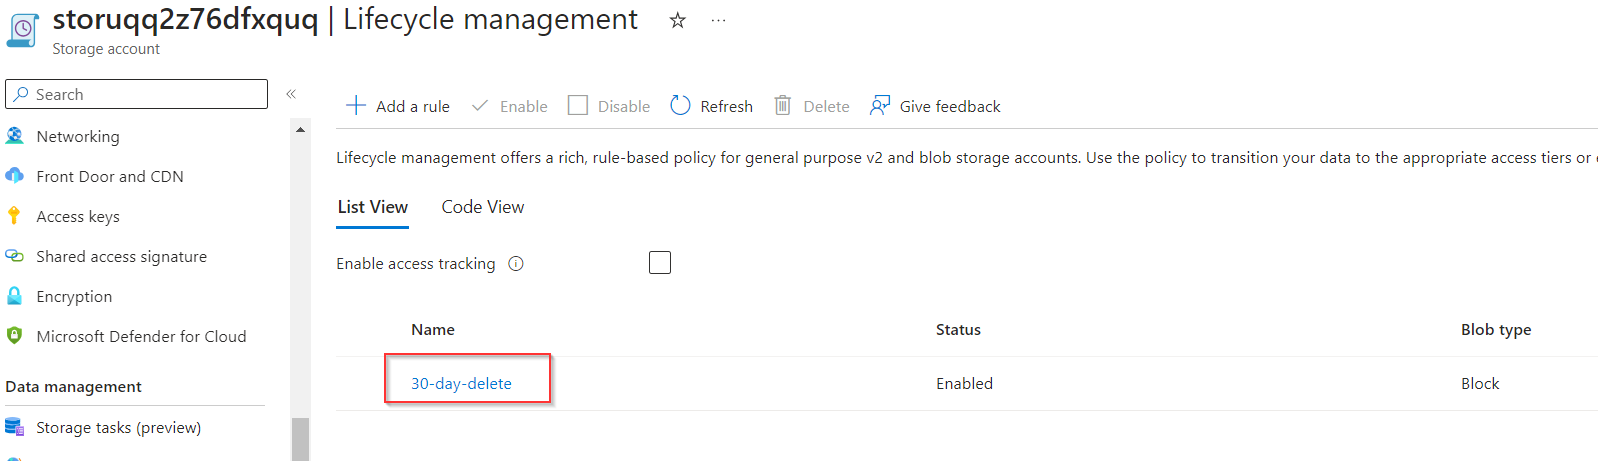 storuqq2z76dfxquq | Lifecycle management
Storage account
Search
Networking
Front Door and CDN
Access keys
Shared access signature
Encryption
Microsoft Defender for Cloud
Data management
Storage tasks (preview)
Add a rule Enable Disable Refresh Delete Give feedback
Lifecycle management offers a rich, rule-based policy for general purpose v2 and blob storage accounts. Use the policy to transition your data to the appropriate access tiers or
List View Code View
Enable access tracking
Name Status Blob type
30-day-delete Enabled Block